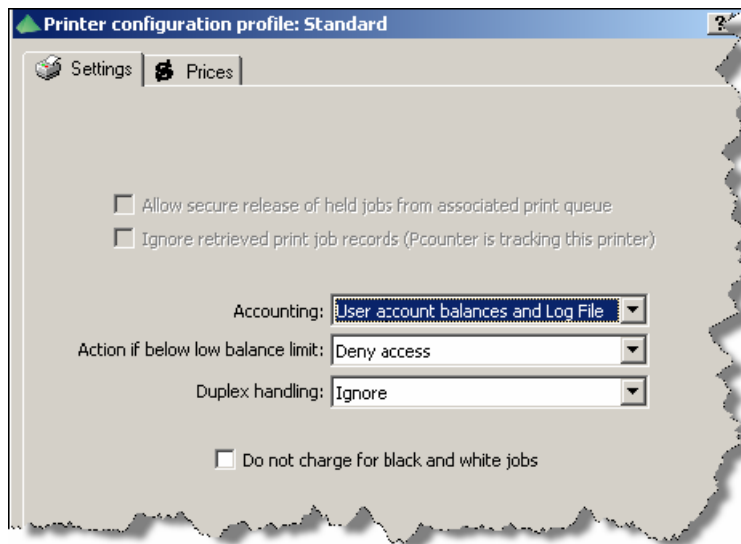 Printer configuration profile: Standard ?
Settings Prices
Allow secure release of held jobs from associated print queue
Ignore retrieved print job records (Pcounter is tracking this printer)
Accounting: User account balances and Log File
Action if below low balance limit: Deny access
Duplex handling: Ignore
Do not charge for black and white jobs